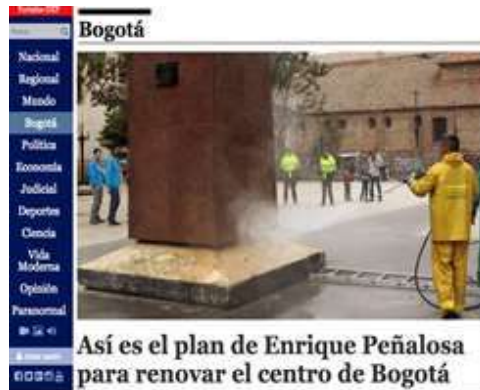 Bogotá
Nacional
Regional
Mundo
Bogotá
Política
Economía
Judicial
Deportes
Ciencia
Vida
Moderna
Opinión
Paranormal
Así es el plan de Enrique Peñalosa
para renovar el centro de Bogotá